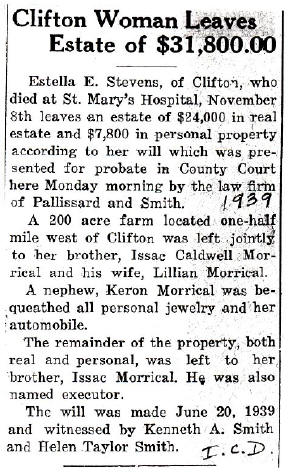 Clifton Woman Leaves
Estate of $31,800.00
Estella E. Stevens, of Clifton, who
died at St. Mary's Hospital, November
8th leaves an estate of $24,000 in real
estate and $7,800 in personal property
according to her will which was pre-
sented for probate in County Court
here Monday morning by the law firm
of Pallissard and Smith. 1939
A 200 acre farm located one-half
mile west of Clifton was left jointly
to her brother, Issac Caldwell Mor-
rical and his wife, Lillian Morrical.
A nephew, Keron Morrical was be-
queathed all personal jewelry and her
automobile.
The remainder of the property, both
real and personal, was left to her
brother, Issac Morrical. He was also
named executor.
The will was made June 20, 1939
and witnessed by Kenneth A. Smith
and Helen Taylor Smith. I.C.D.